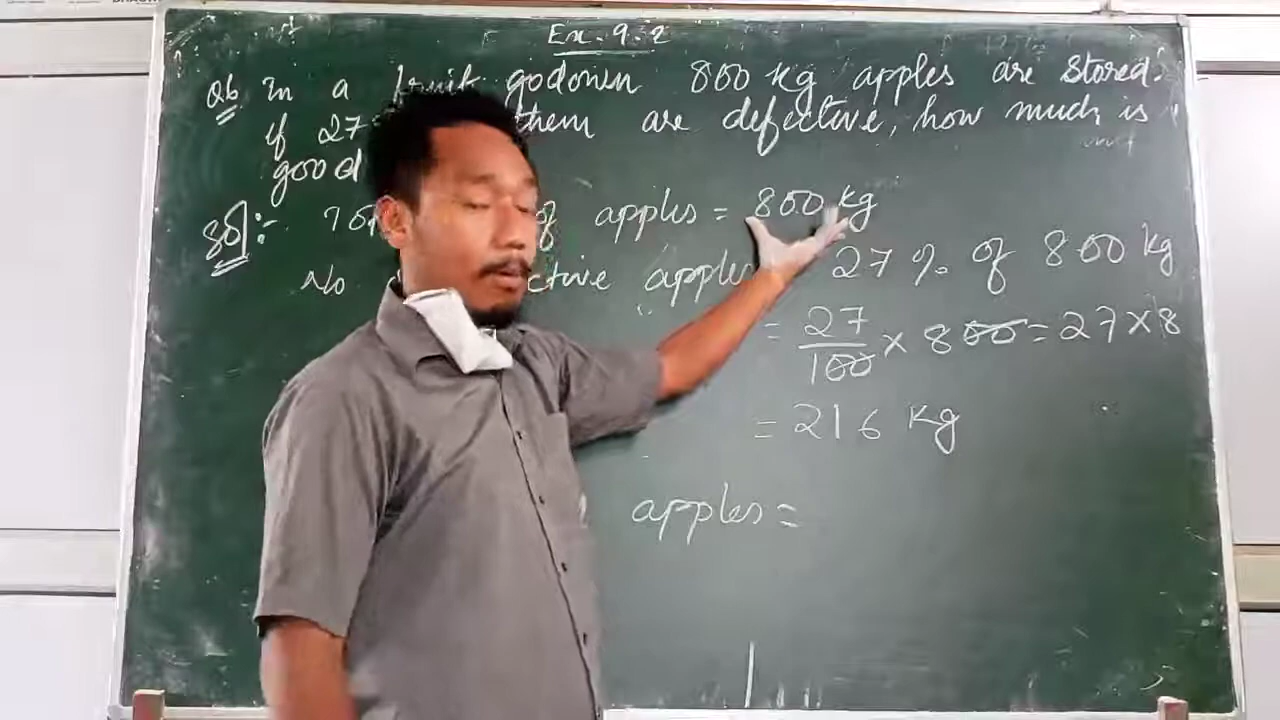 Ex. 9.2
Q6 In a fruit godown 800 kg apples are stored.
if 27 them are defective, how much is
good
Sol:- of apples = 800 kg
No apples 27 % of 800 kg
= 27/100 × 800 = 27×8
= 216 kg
apples =